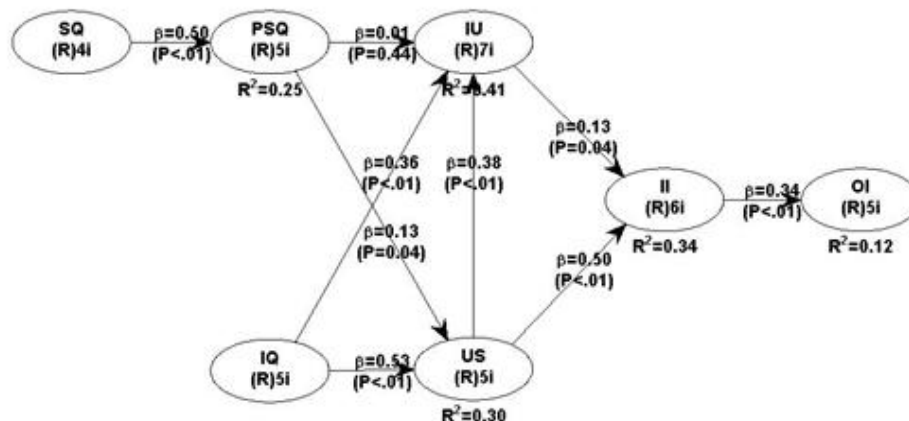 SQ
(R)4i
β=0.50
(P<.01)
PSQ
(R)5i
R²=0.25
β=0.01
(P=0.44)
IU
(R)7i
R²=0.41
β=0.36
(P<.01)
β=0.38
(P<.01)
β=0.13
(P=0.04)
β=0.13
(P=0.04)
II
(R)6i
R²=0.34
β=0.34
(P<.01)
OI
(R)5i
R²=0.12
β=0.50
(P<.01)
IQ
(R)5i
β=0.53
(P<.01)
US
(R)5i
R²=0.30